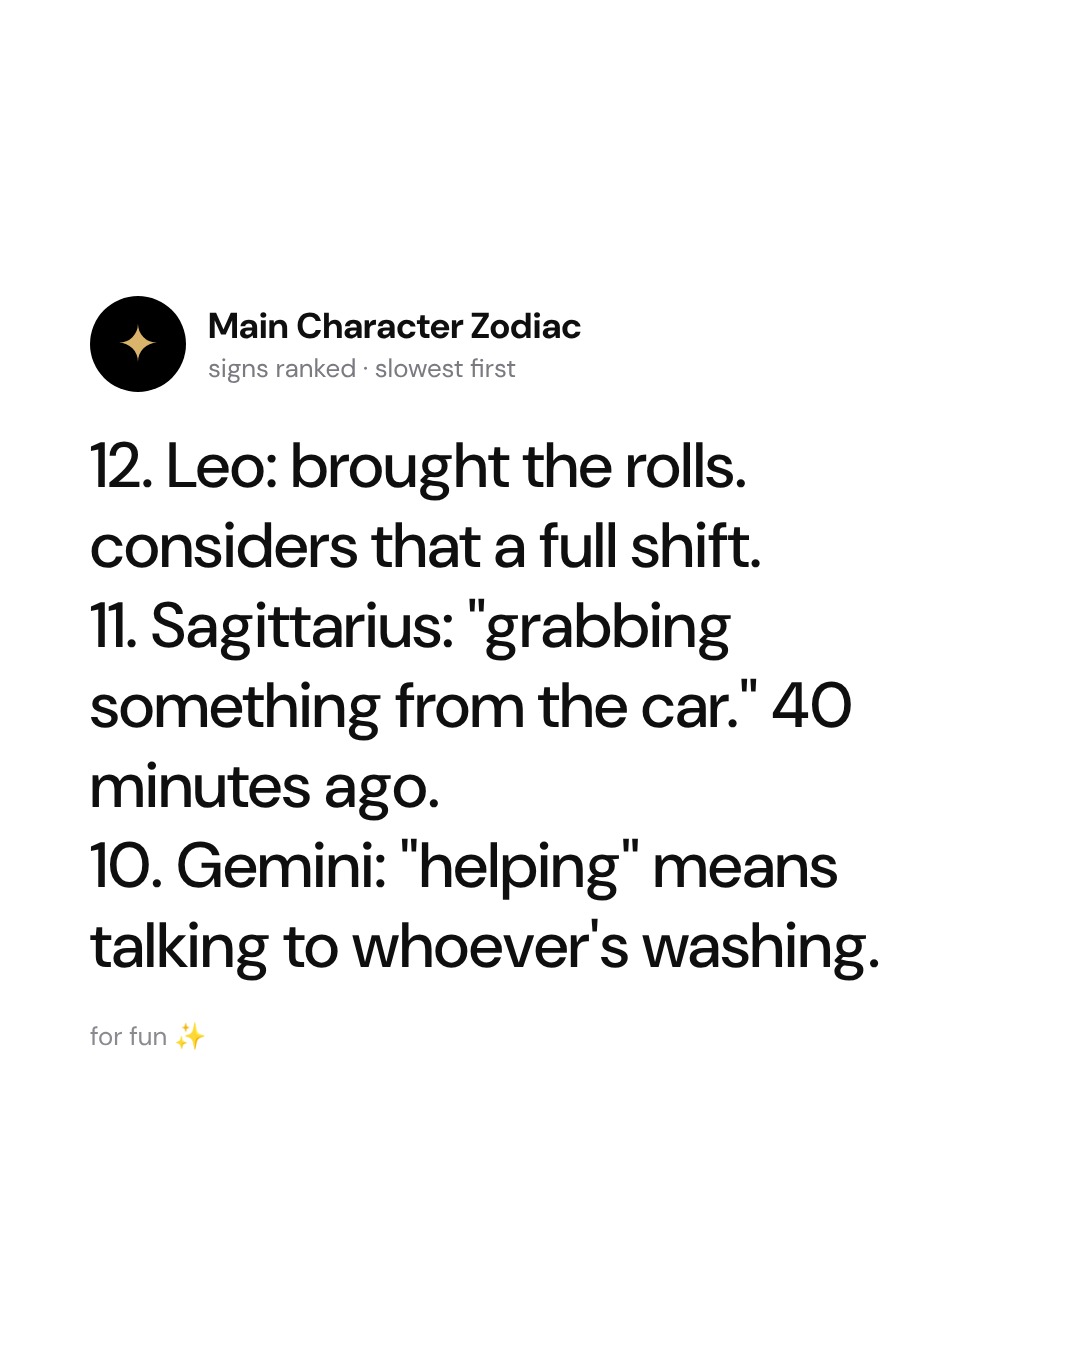 Main Character Zodiac
signs ranked · slowest first
12. Leo: brought the rolls.
considers that a full shift.
11. Sagittarius: "grabbing
something from the car." 40
minutes ago.
10. Gemini: "helping" means
talking to whoever's washing.
for fun ✨